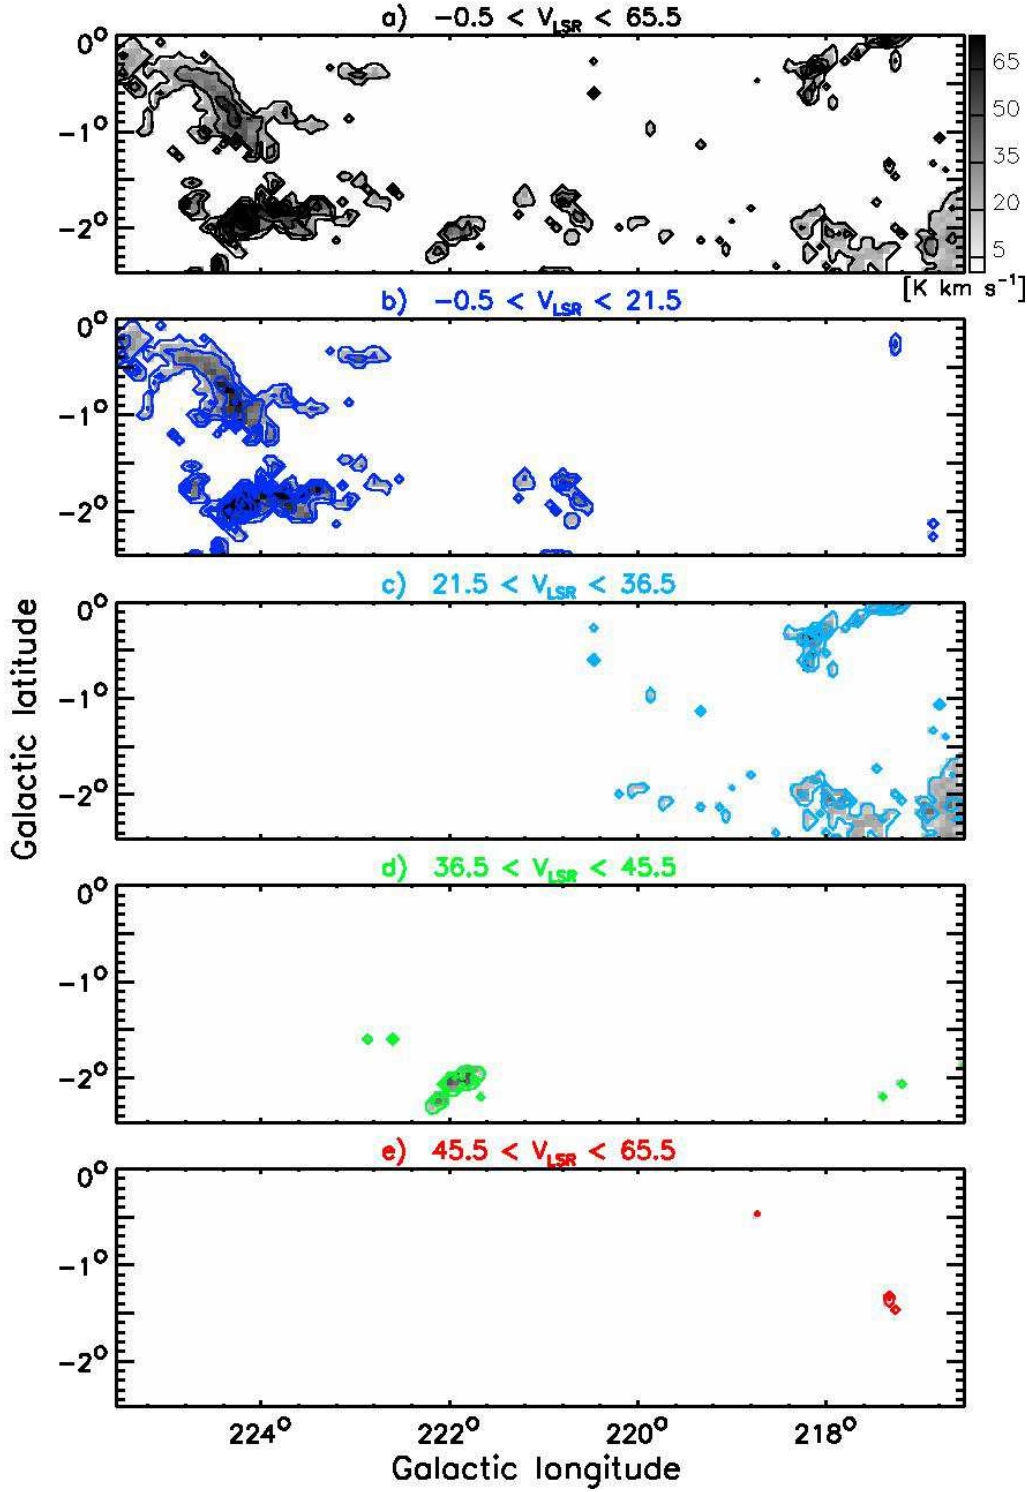 a) −0.5 < V_LSR < 65.5
0° −1° −2°
65
50
35
20
5
[K km s⁻¹]
b) −0.5 < V_LSR < 21.5
0° −1° −2°
c) 21.5 < V_LSR < 36.5
0° −1° −2°
d) 36.5 < V_LSR < 45.5
0° −1° −2°
e) 45.5 < V_LSR < 65.5
0° −1° −2°
Galactic latitude
224° 222° 220° 218°
Galactic longitude